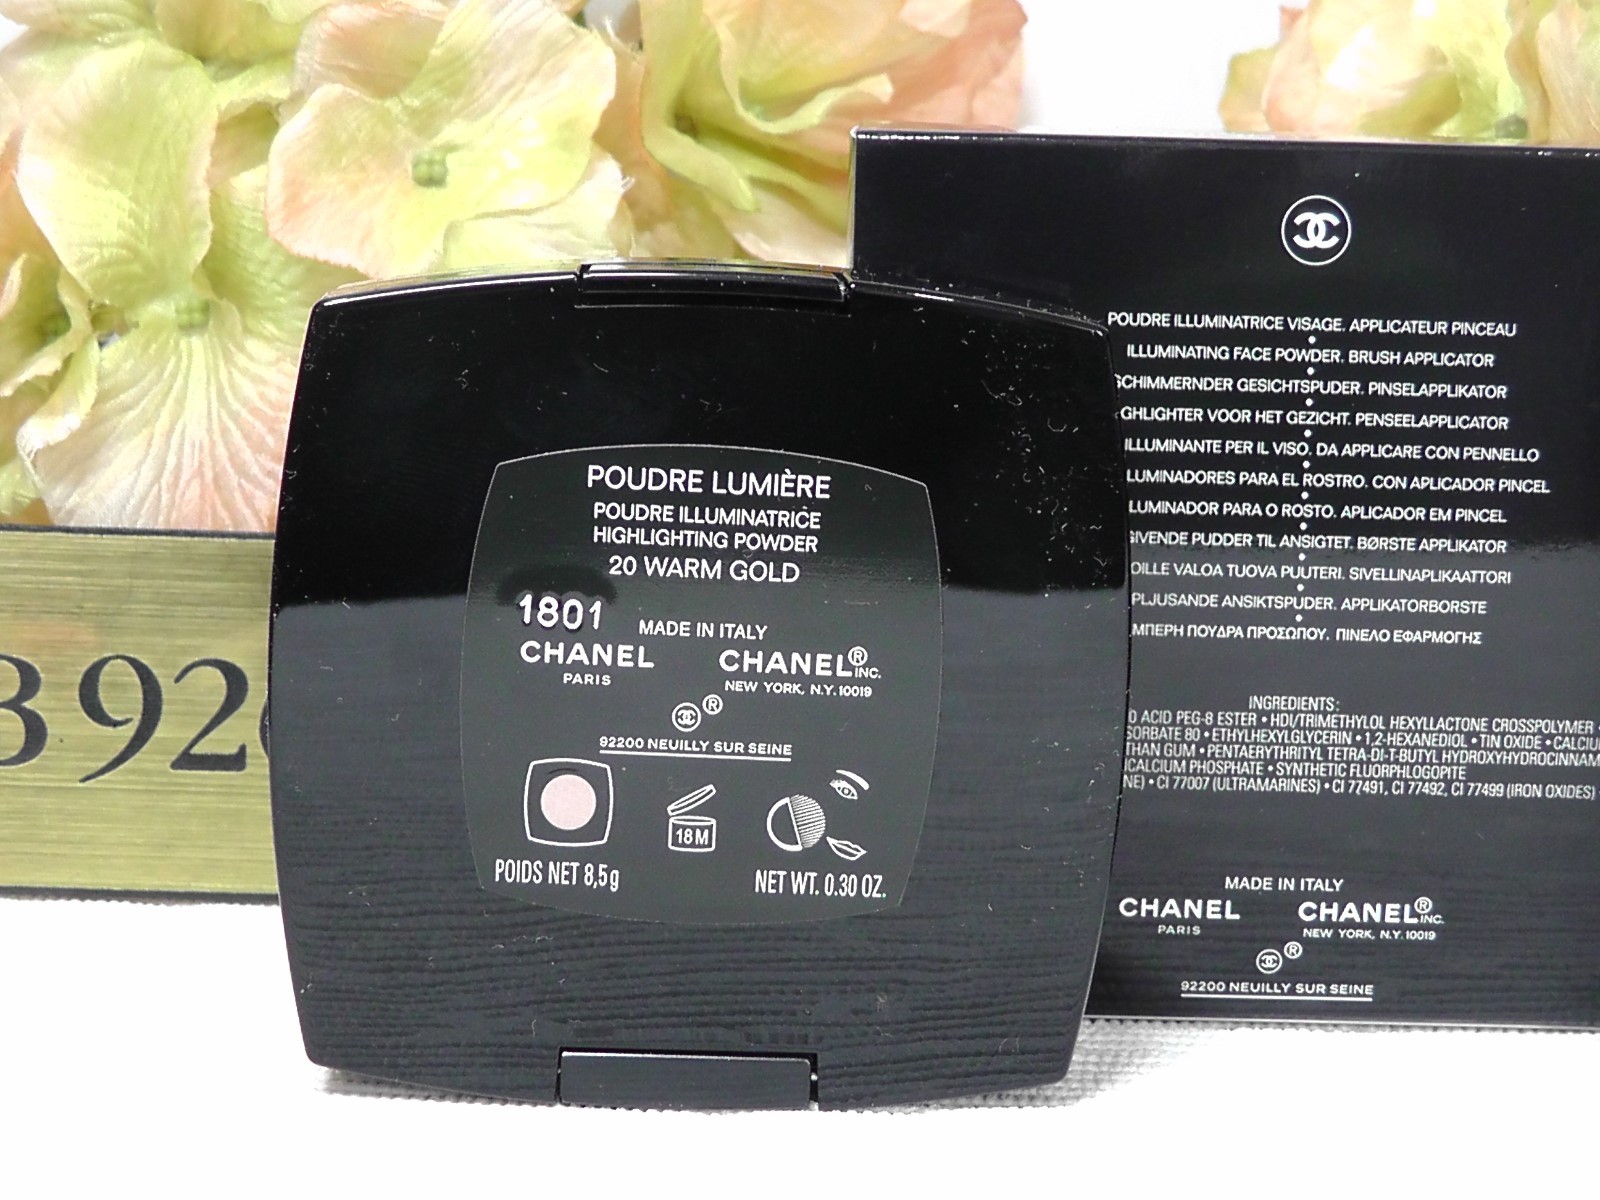 3920
POUDRE LUMIÈRE
POUDRE ILLUMINATRICE
HIGHLIGHTING POWDER
20 WARM GOLD
1801
MADE IN ITALY
CHANEL
PARIS
CHANEL® INC.
NEW YORK, N.Y. 10019
®
92200 NEUILLY SUR SEINE
18 M
POIDS NET 8,5g
NET WT. 0.30 OZ.
POUDRE ILLUMINATRICE VISAGE. APPLICATEUR PINCEAU
ILLUMINATING FACE POWDER. BRUSH APPLICATOR
SCHIMMERNDER GESICHTSPUDER. PINSELAPPLIKATOR
GHLIGHTER VOOR HET GEZICHT. PENSEELAPPLICATOR
ILLUMINANTE PER IL VISO. DA APPLICARE CON PENNELLO
LUMINADORES PARA EL ROSTRO. CON APLICADOR PINCEL
LUMINADOR PARA O ROSTO. APLICADOR EM PINCEL
GIVENDE PUDDER TIL ANSIGTET. BØRSTE APPLIKATOR
OILLE VALOA TUOVA PUUTERI. SIVELLINAPLIKAATTORI
PLJUSANDE ANSIKTSPUDER. APPLIKATORBORSTE
ΜΠΕΡΗ ΠΟΥΔΡΑ ΠΡΟΣΩΠΟΥ. ΠΙΝΕΛΟ ΕΦΑΡΜΟΓΗΣ
INGREDIENTS:
O ACID PEG-8 ESTER • HDI/TRIMETHYLOL HEXYLLACTONE CROSSPOLYMER •
SORBATE 80 • ETHYLHEXYLGLYCERIN • 1,2-HEXANEDIOL • TIN OXIDE • CALCIU
THAN GUM • PENTAERYTHRITYL TETRA-DI-T-BUTYL HYDROXYHYDROCINNAM
ICALCIUM PHOSPHATE • SYNTHETIC FLUORPHLOGOPITE
NE) • CI 77007 (ULTRAMARINES) • CI 77491, CI 77492, CI 77499 (IRON OXIDES) •
MADE IN ITALY
CHANEL
PARIS
CHANEL® INC.
NEW YORK, N.Y. 10019
®
92200 NEUILLY SUR SEINE